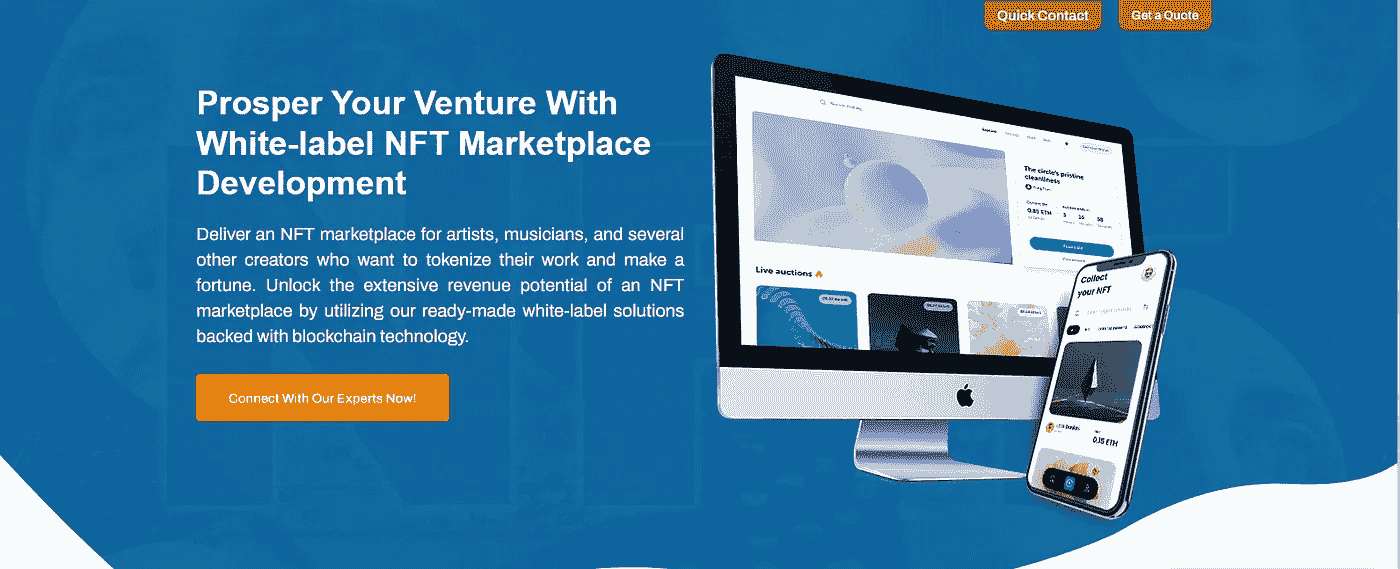 Quick Contact
Get a Quote
Prosper Your Venture With
White-label NFT Marketplace
Development
Deliver an NFT marketplace for artists, musicians, and several
other creators who want to tokenize their work and make a
fortune. Unlock the extensive revenue potential of an NFT
marketplace by utilizing our ready-made white-label solutions
backed with blockchain technology.
Connect With Our Experts Now!
The circle's pristine
cleanliness
0.85 ETH
Live auctions
Collect
your NFT
0.15 ETH